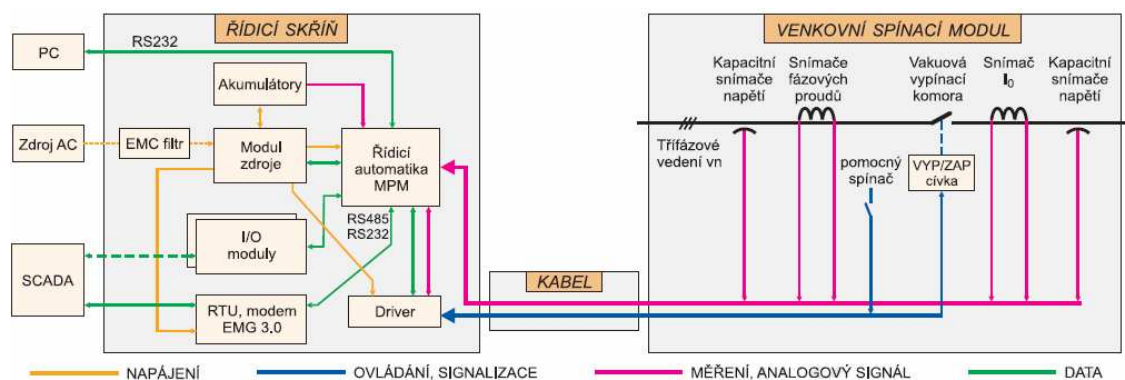 ŘÍDICÍ SKŘÍŇ
PC
RS232
Akumulátory
Zdroj AC
EMC filtr
Modul
zdroje
Řídicí
automatika
MPM
RS485
RS232
I/O
moduly
SCADA
RTU, modem
EMG 3.0
Driver
KABEL
VENKOVNÍ SPÍNACÍ MODUL
Kapacitní
snímače
napětí
Snímače
fázových
proudů
Vakuová
vypínací
komora
Snímač
I0
Kapacitní
snímače
napětí
Třífázové
vedení vn
pomocný
spínač
VYP/ZAP
cívka
NAPÁJENÍ
OVLÁDÁNÍ, SIGNALIZACE
MĚŘENÍ, ANALOGOVÝ SIGNÁL
DATA